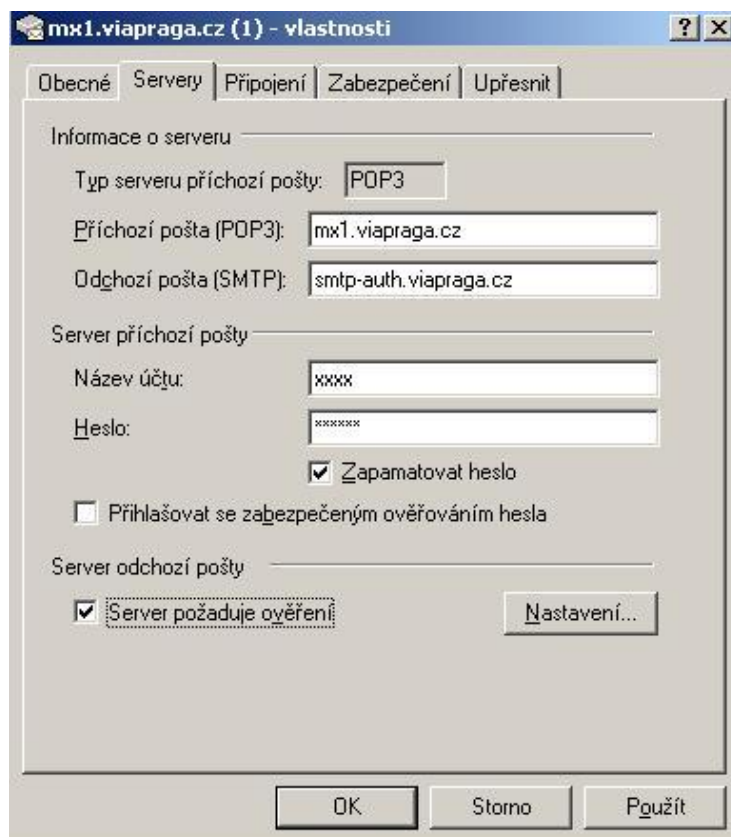 mx1.viapraga.cz (1) - vlastnosti
Obecné Servery Připojení Zabezpečení Upřesnit
Informace o serveru
Typ serveru příchozí pošty: POP3
Příchozí pošta (POP3): mx1.viapraga.cz
Odchozí pošta (SMTP): smtp-auth.viapraga.cz
Server příchozí pošty
Název účtu: xxxx
Heslo: ******
Zapamatovat heslo
Přihlašovat se zabezpečeným ověřováním hesla
Server odchozí pošty
Server požaduje ověření Nastavení...
OK Storno Použít